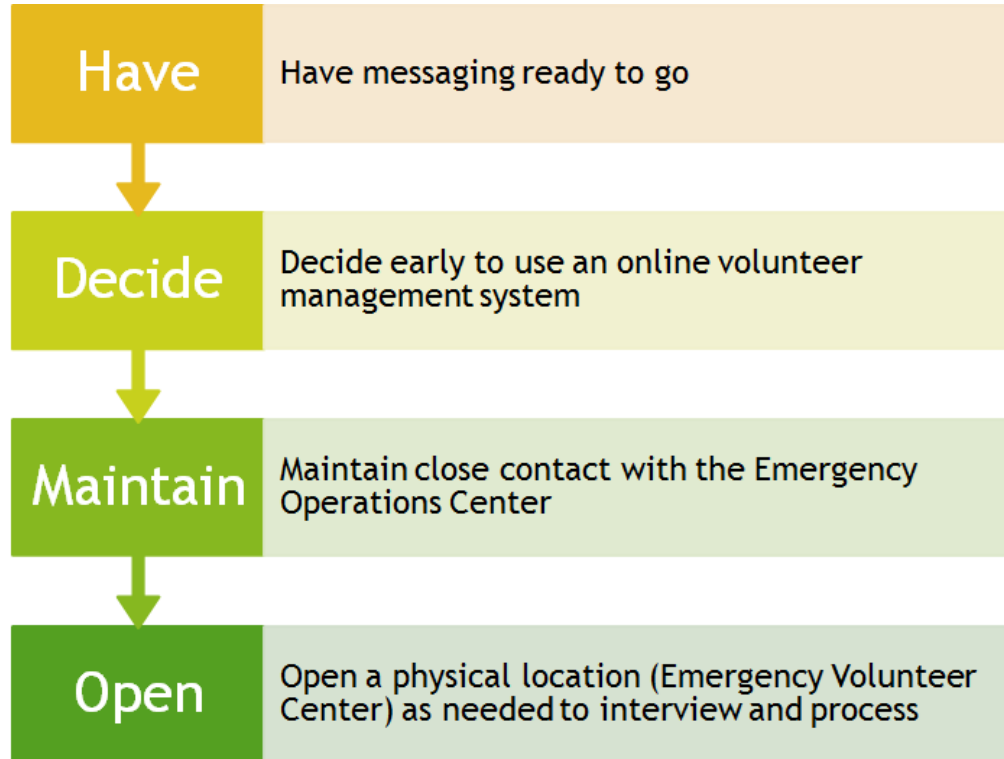 Have
Have messaging ready to go
Decide
Decide early to use an online volunteer
management system
Maintain
Maintain close contact with the Emergency
Operations Center
Open
Open a physical location (Emergency Volunteer
Center) as needed to interview and process